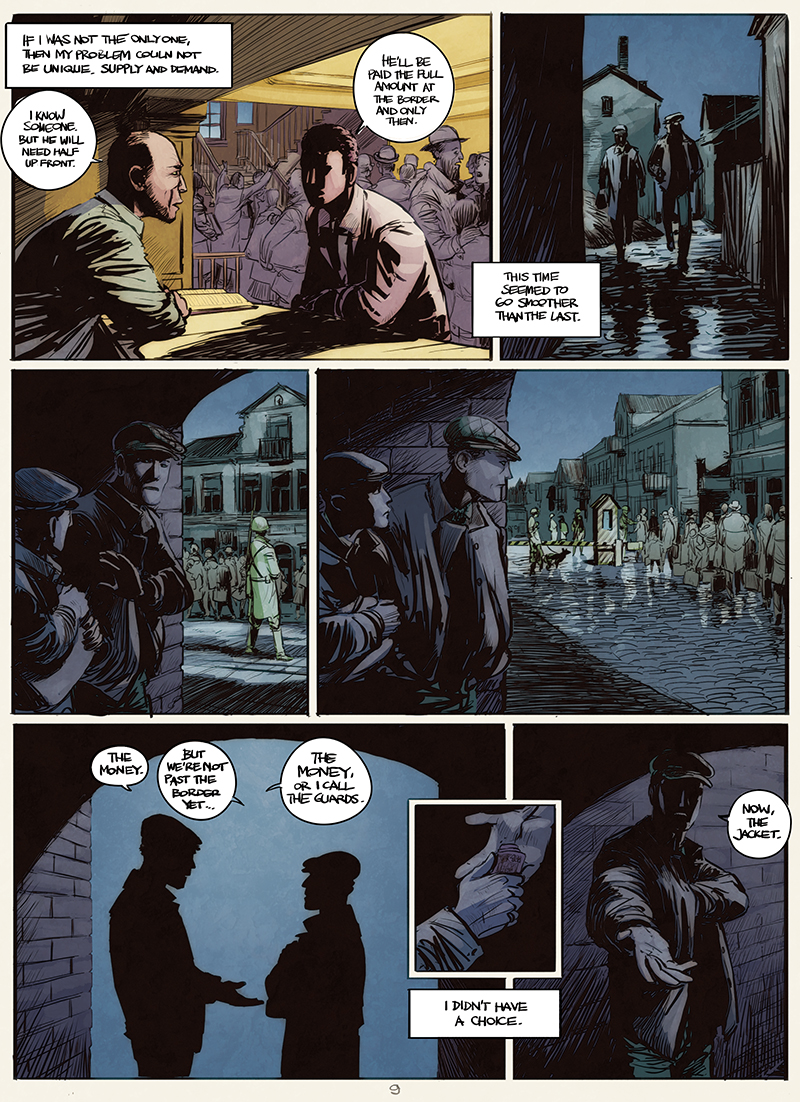 IF I WAS NOT THE ONLY ONE,
THEN MY PROBLEM COULN NOT
BE UNIQUE. SUPPLY AND DEMAND.
I KNOW
SOMEONE.
BUT HE WILL
NEED HALF
UP FRONT.
HE'LL BE
PAID THE FULL
AMOUNT AT
THE BORDER
AND ONLY
THEN.
THIS TIME
SEEMED TO
GO SMOOTHER
THAN THE LAST.
THE
MONEY.
BUT
WE'RE NOT
PAST THE
BORDER
YET...
THE
MONEY,
OR I CALL
THE GUARDS.
I DIDN'T HAVE
A CHOICE.
NOW,
THE
JACKET.
9